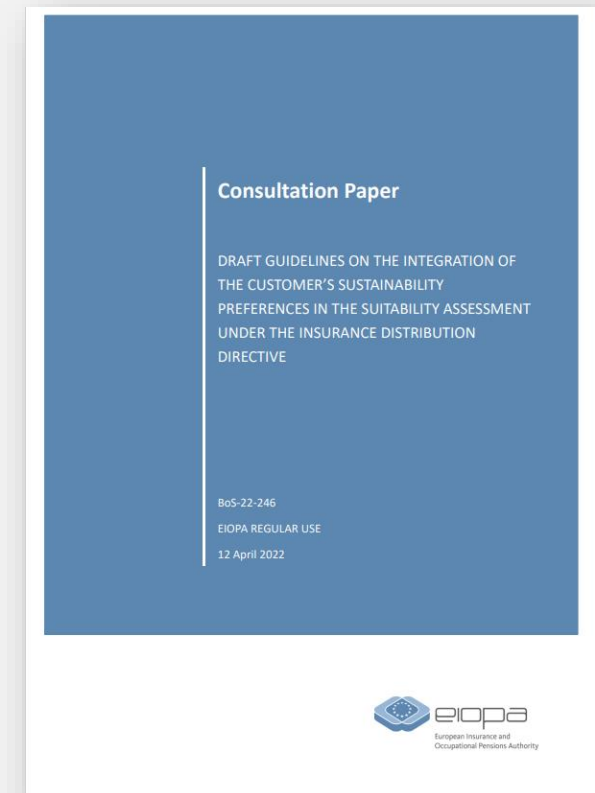 Consultation Paper
DRAFT GUIDELINES ON THE INTEGRATION OF
THE CUSTOMER'S SUSTAINABILITY
PREFERENCES IN THE SUITABILITY ASSESSMENT
UNDER THE INSURANCE DISTRIBUTION
DIRECTIVE
BoS-22-246
EIOPA REGULAR USE
12 April 2022
eiopa
European Insurance and
Occupational Pensions Authority